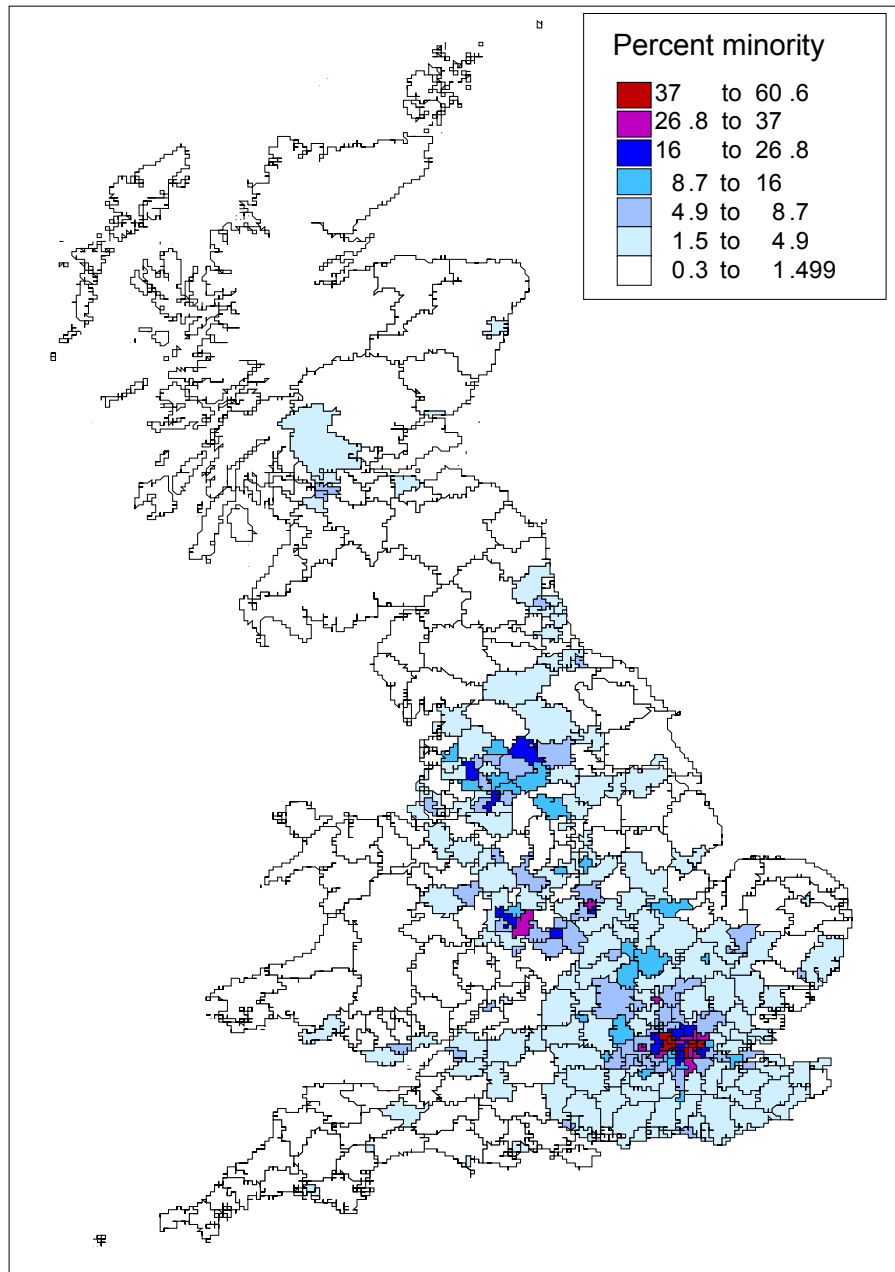 Percent minority
37 to 60 .6
26 .8 to 37
16 to 26 .8
8.7 to 16
4.9 to 8.7
1.5 to 4.9
0.3 to 1.499